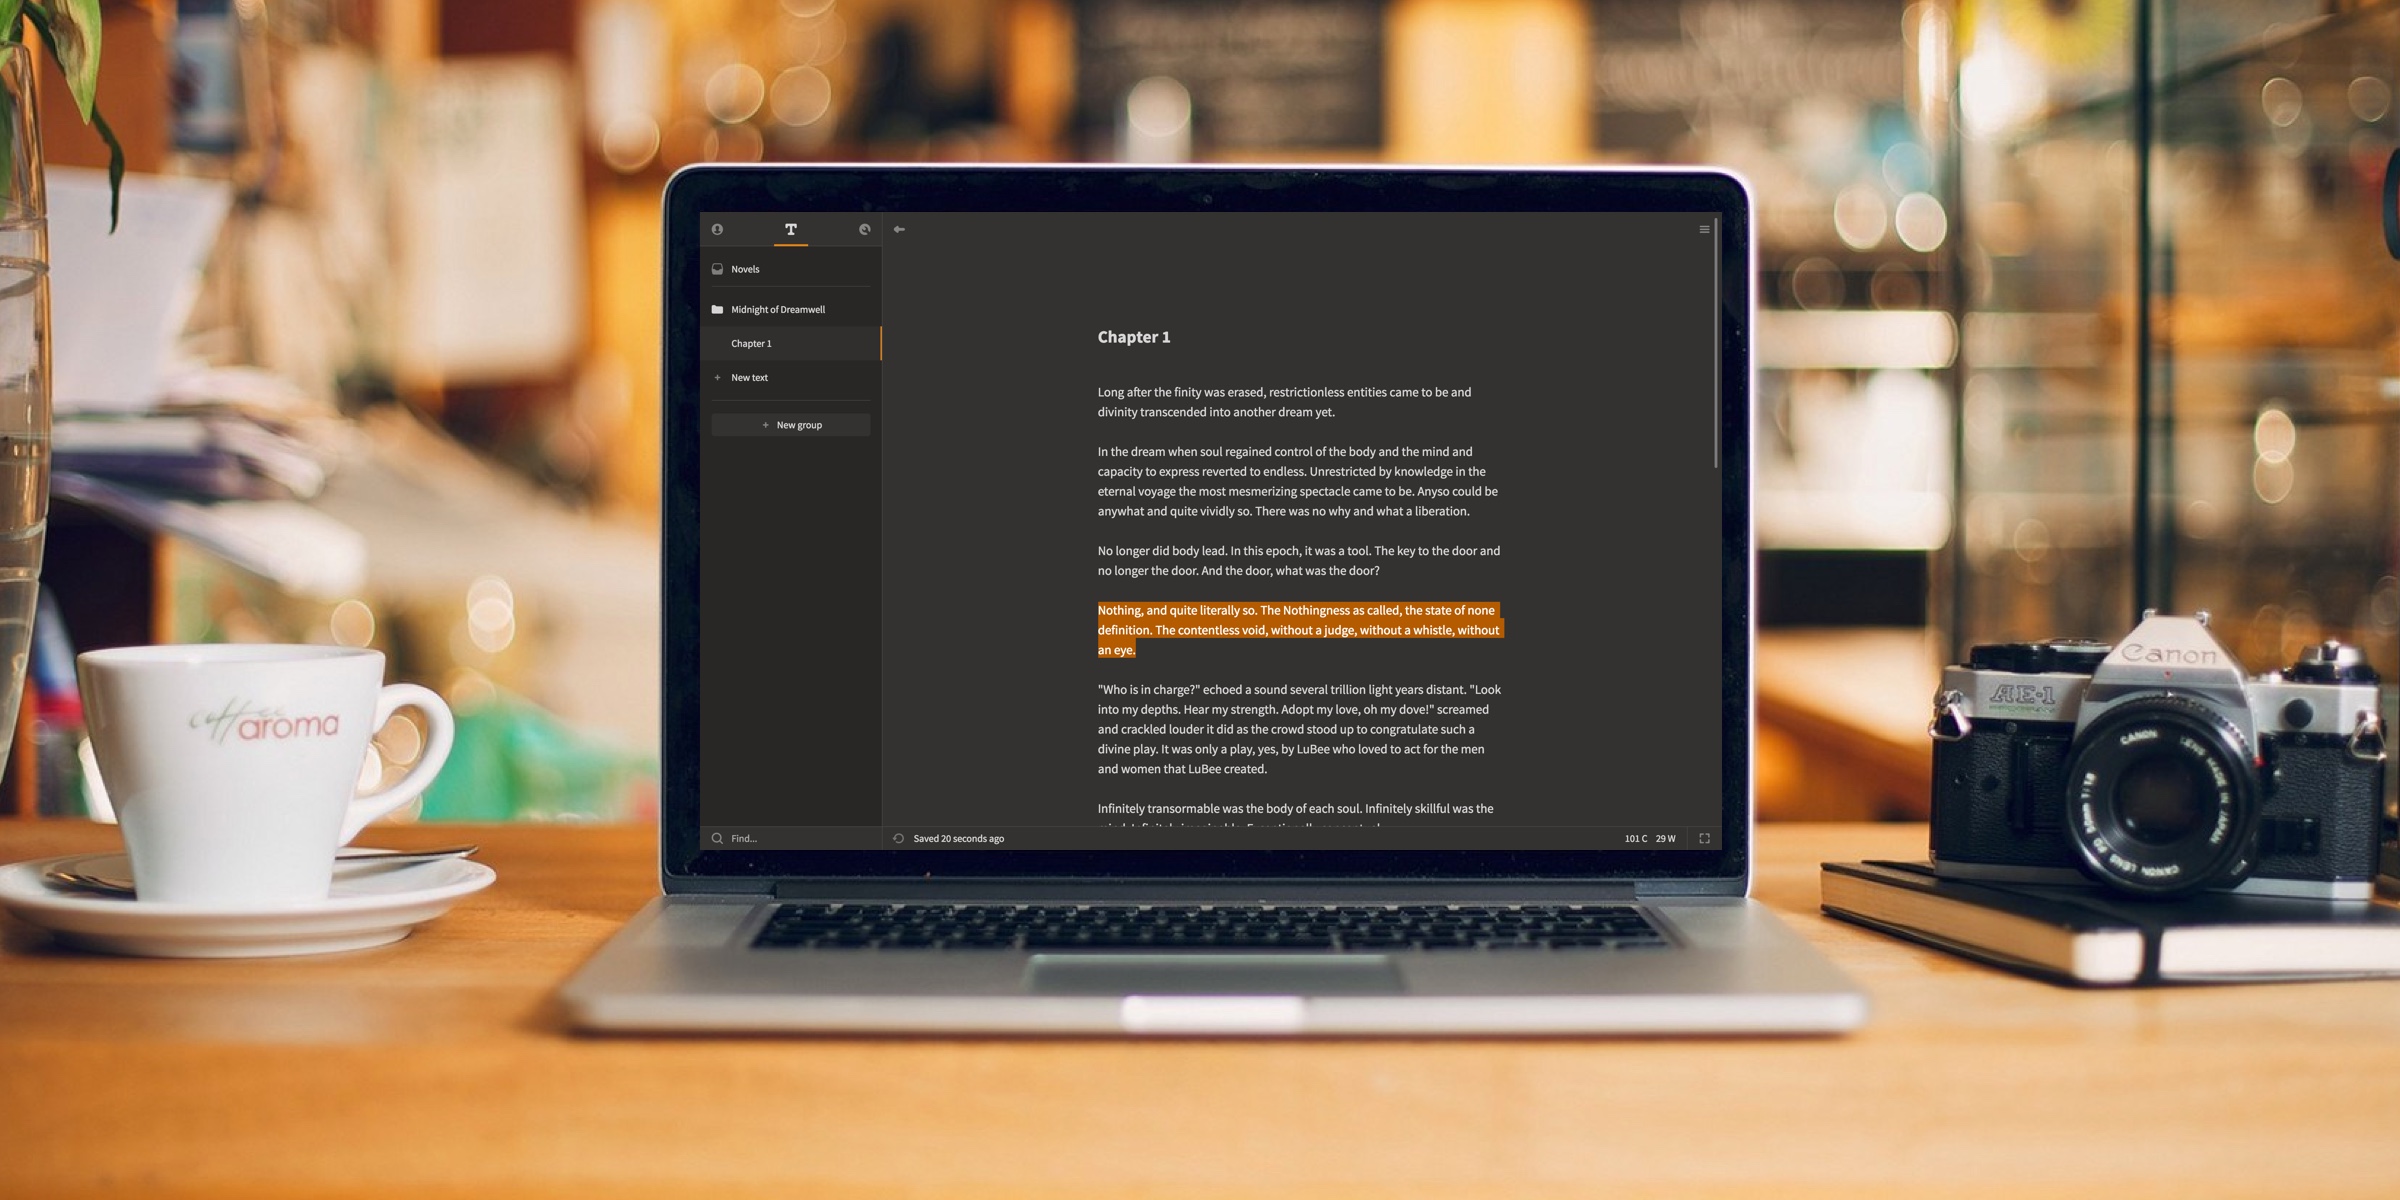 T
Novels
Midnight of Dreamwell
Chapter 1
+ New text
+ New group
Find...
Chapter 1
Long after the finity was erased, restrictionless entities came to be and
divinity transcended into another dream yet.
In the dream when soul regained control of the body and the mind and
capacity to express reverted to endless. Unrestricted by knowledge in the
eternal voyage the most mesmerizing spectacle came to be. Anyso could be
anywhat and quite vividly so. There was no why and what a liberation.
No longer did body lead. In this epoch, it was a tool. The key to the door and
no longer the door. And the door, what was the door?
Nothing, and quite literally so. The Nothingness as called, the state of none
definition. The contentless void, without a judge, without a whistle, without
an eye.
"Who is in charge?" echoed a sound several trillion light years distant. "Look
into my depths. Hear my strength. Adopt my love, oh my dove!" screamed
and crackled louder it did as the crowd stood up to congratulate such a
divine play. It was only a play, yes, by LuBee who loved to act for the men
and women that LuBee created.
Infinitely transormable was the body of each soul. Infinitely skillful was the
Saved 20 seconds ago
101 C 29 W
coffee
aroma
Canon
AE-1
CANON LENS MADE IN JAPAN
CANON LENS FD 50mm 1:1.8